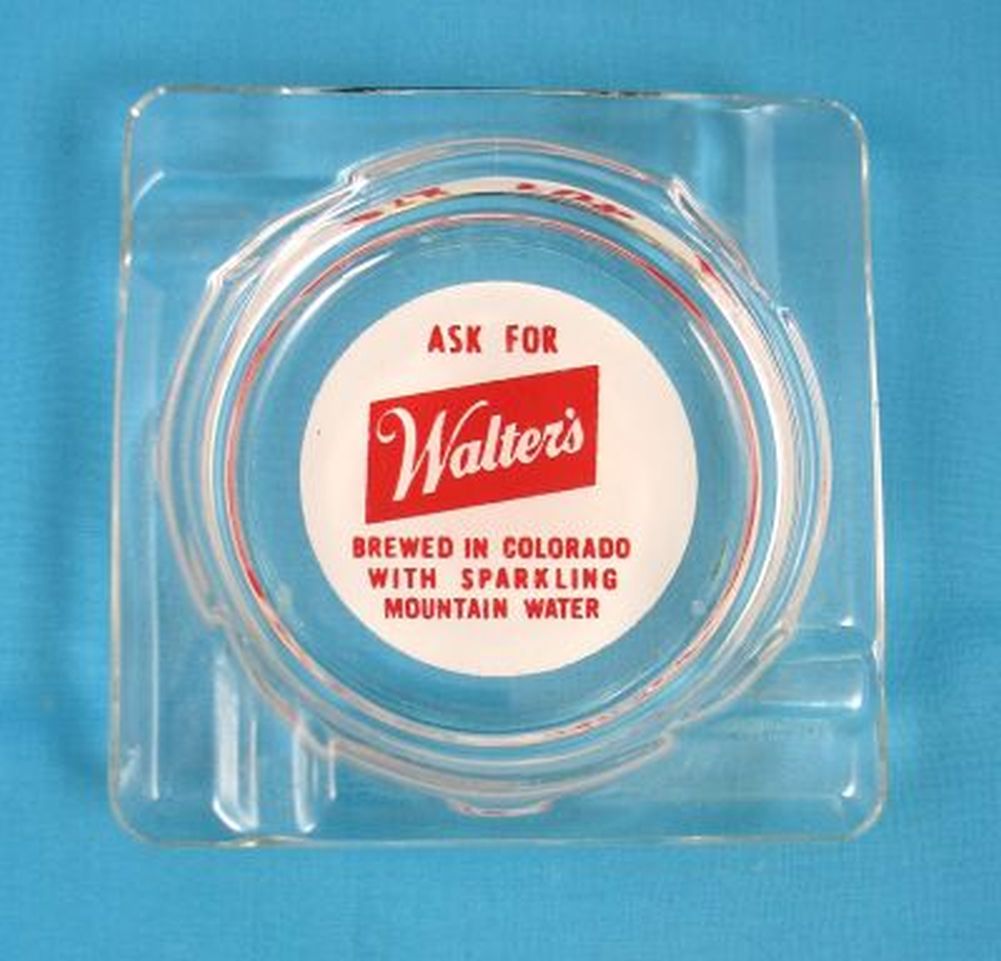 ASK FOR
Walter's
BREWED IN COLORADO
WITH SPARKLING
MOUNTAIN WATER